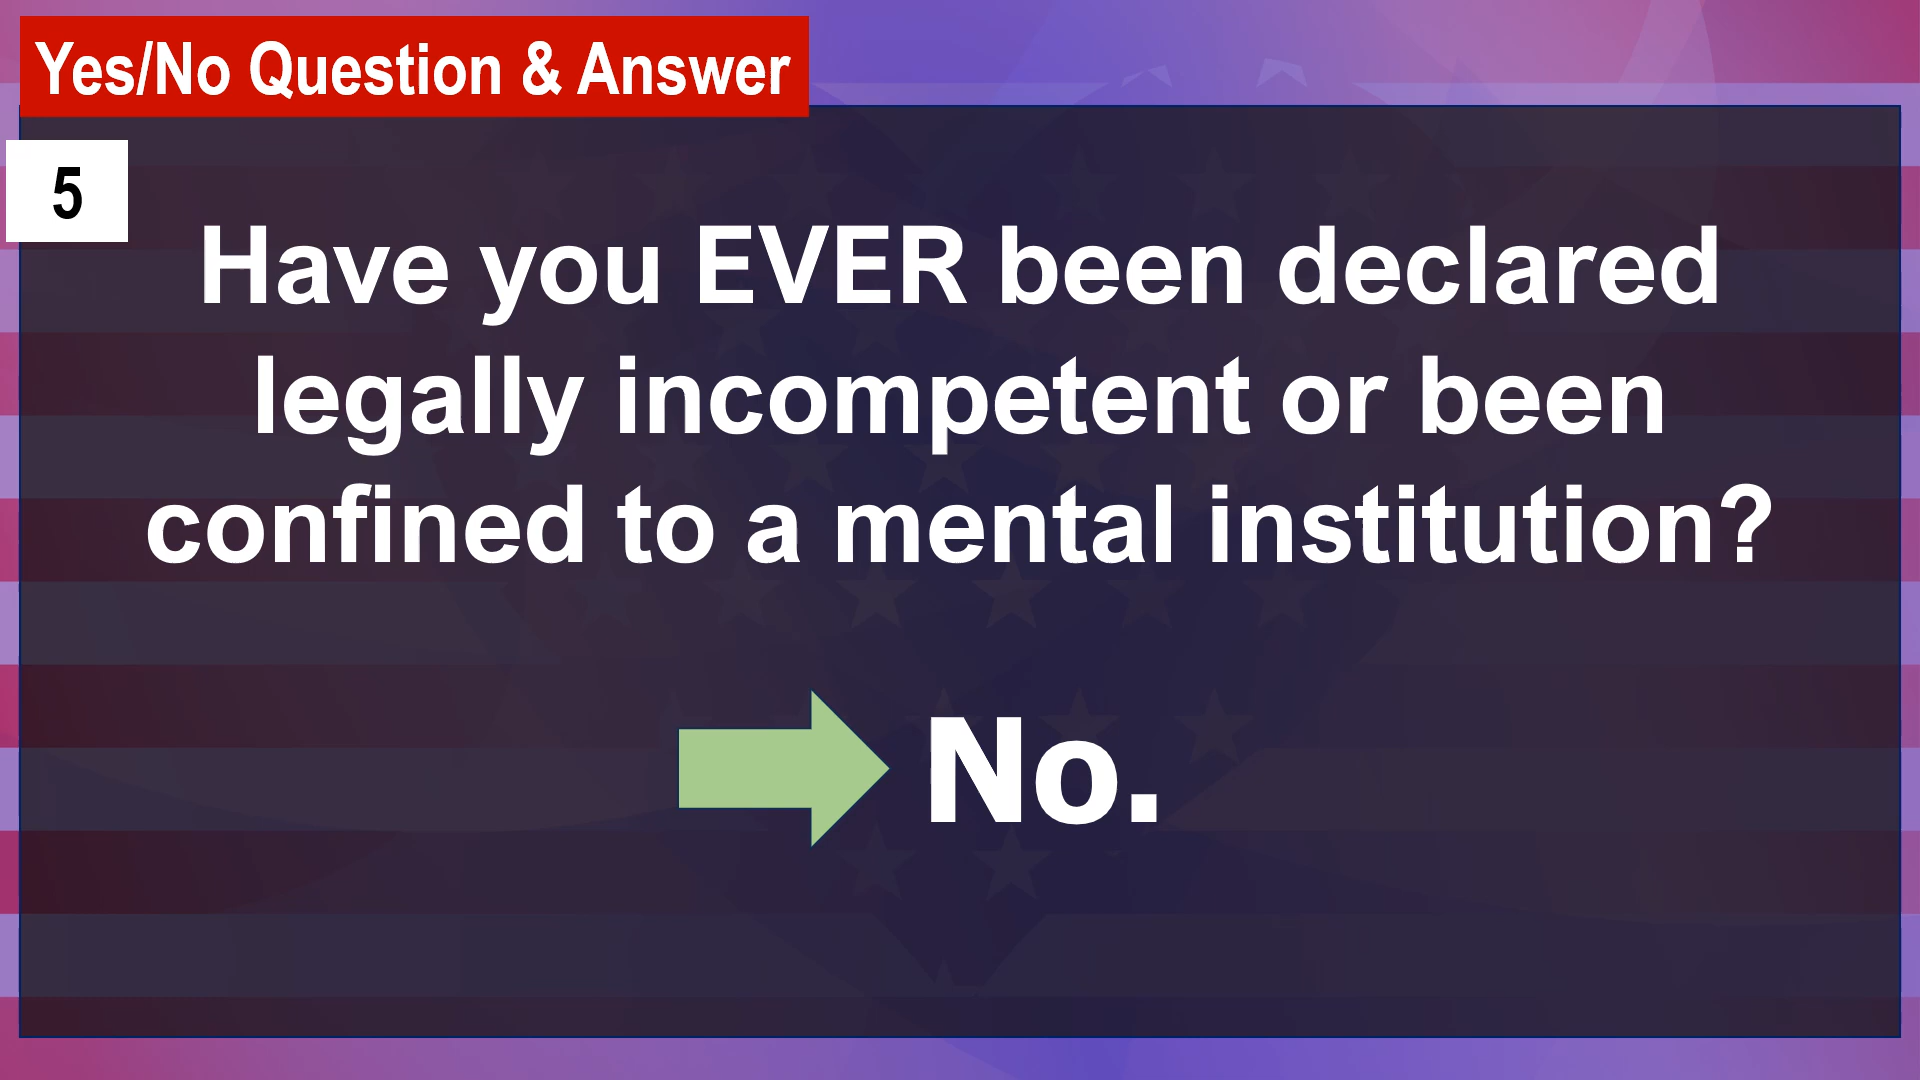 Yes/No Question & Answer
5
Have you EVER been declared
legally incompetent or been
confined to a mental institution?
No.